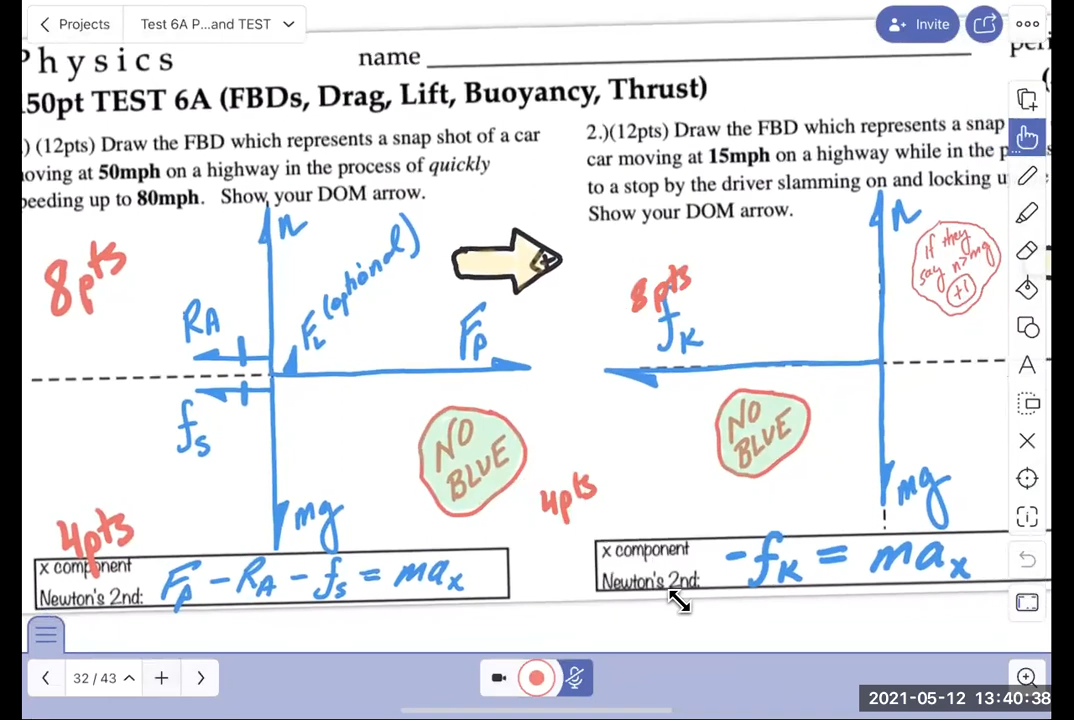 Projects
Test 6A P...and TEST
Invite
Physics
name
50pt TEST 6A (FBDs, Drag, Lift, Buoyancy, Thrust)
) (12pts) Draw the FBD which represents a snap shot of a car
oving at 50mph on a highway in the process of quickly
peeding up to 80mph. Show your DOM arrow.
8pts
n
FL (optional)
RA
Fp
fs
NO
BLUE
mg
4pts
x component
Newton's 2nd:
Fp - RA - fs = max
2.)(12pts) Draw the FBD which represents a snap
car moving at 15mph on a highway while in the p
to a stop by the driver slamming on and locking u
Show your DOM arrow.
n
If they
say n>mg
+1
8pts
fK
NO
BLUE
mg
4pts
x component
Newton's 2nd:
-fK = max
32 / 43
2021-05-12 13:40:38